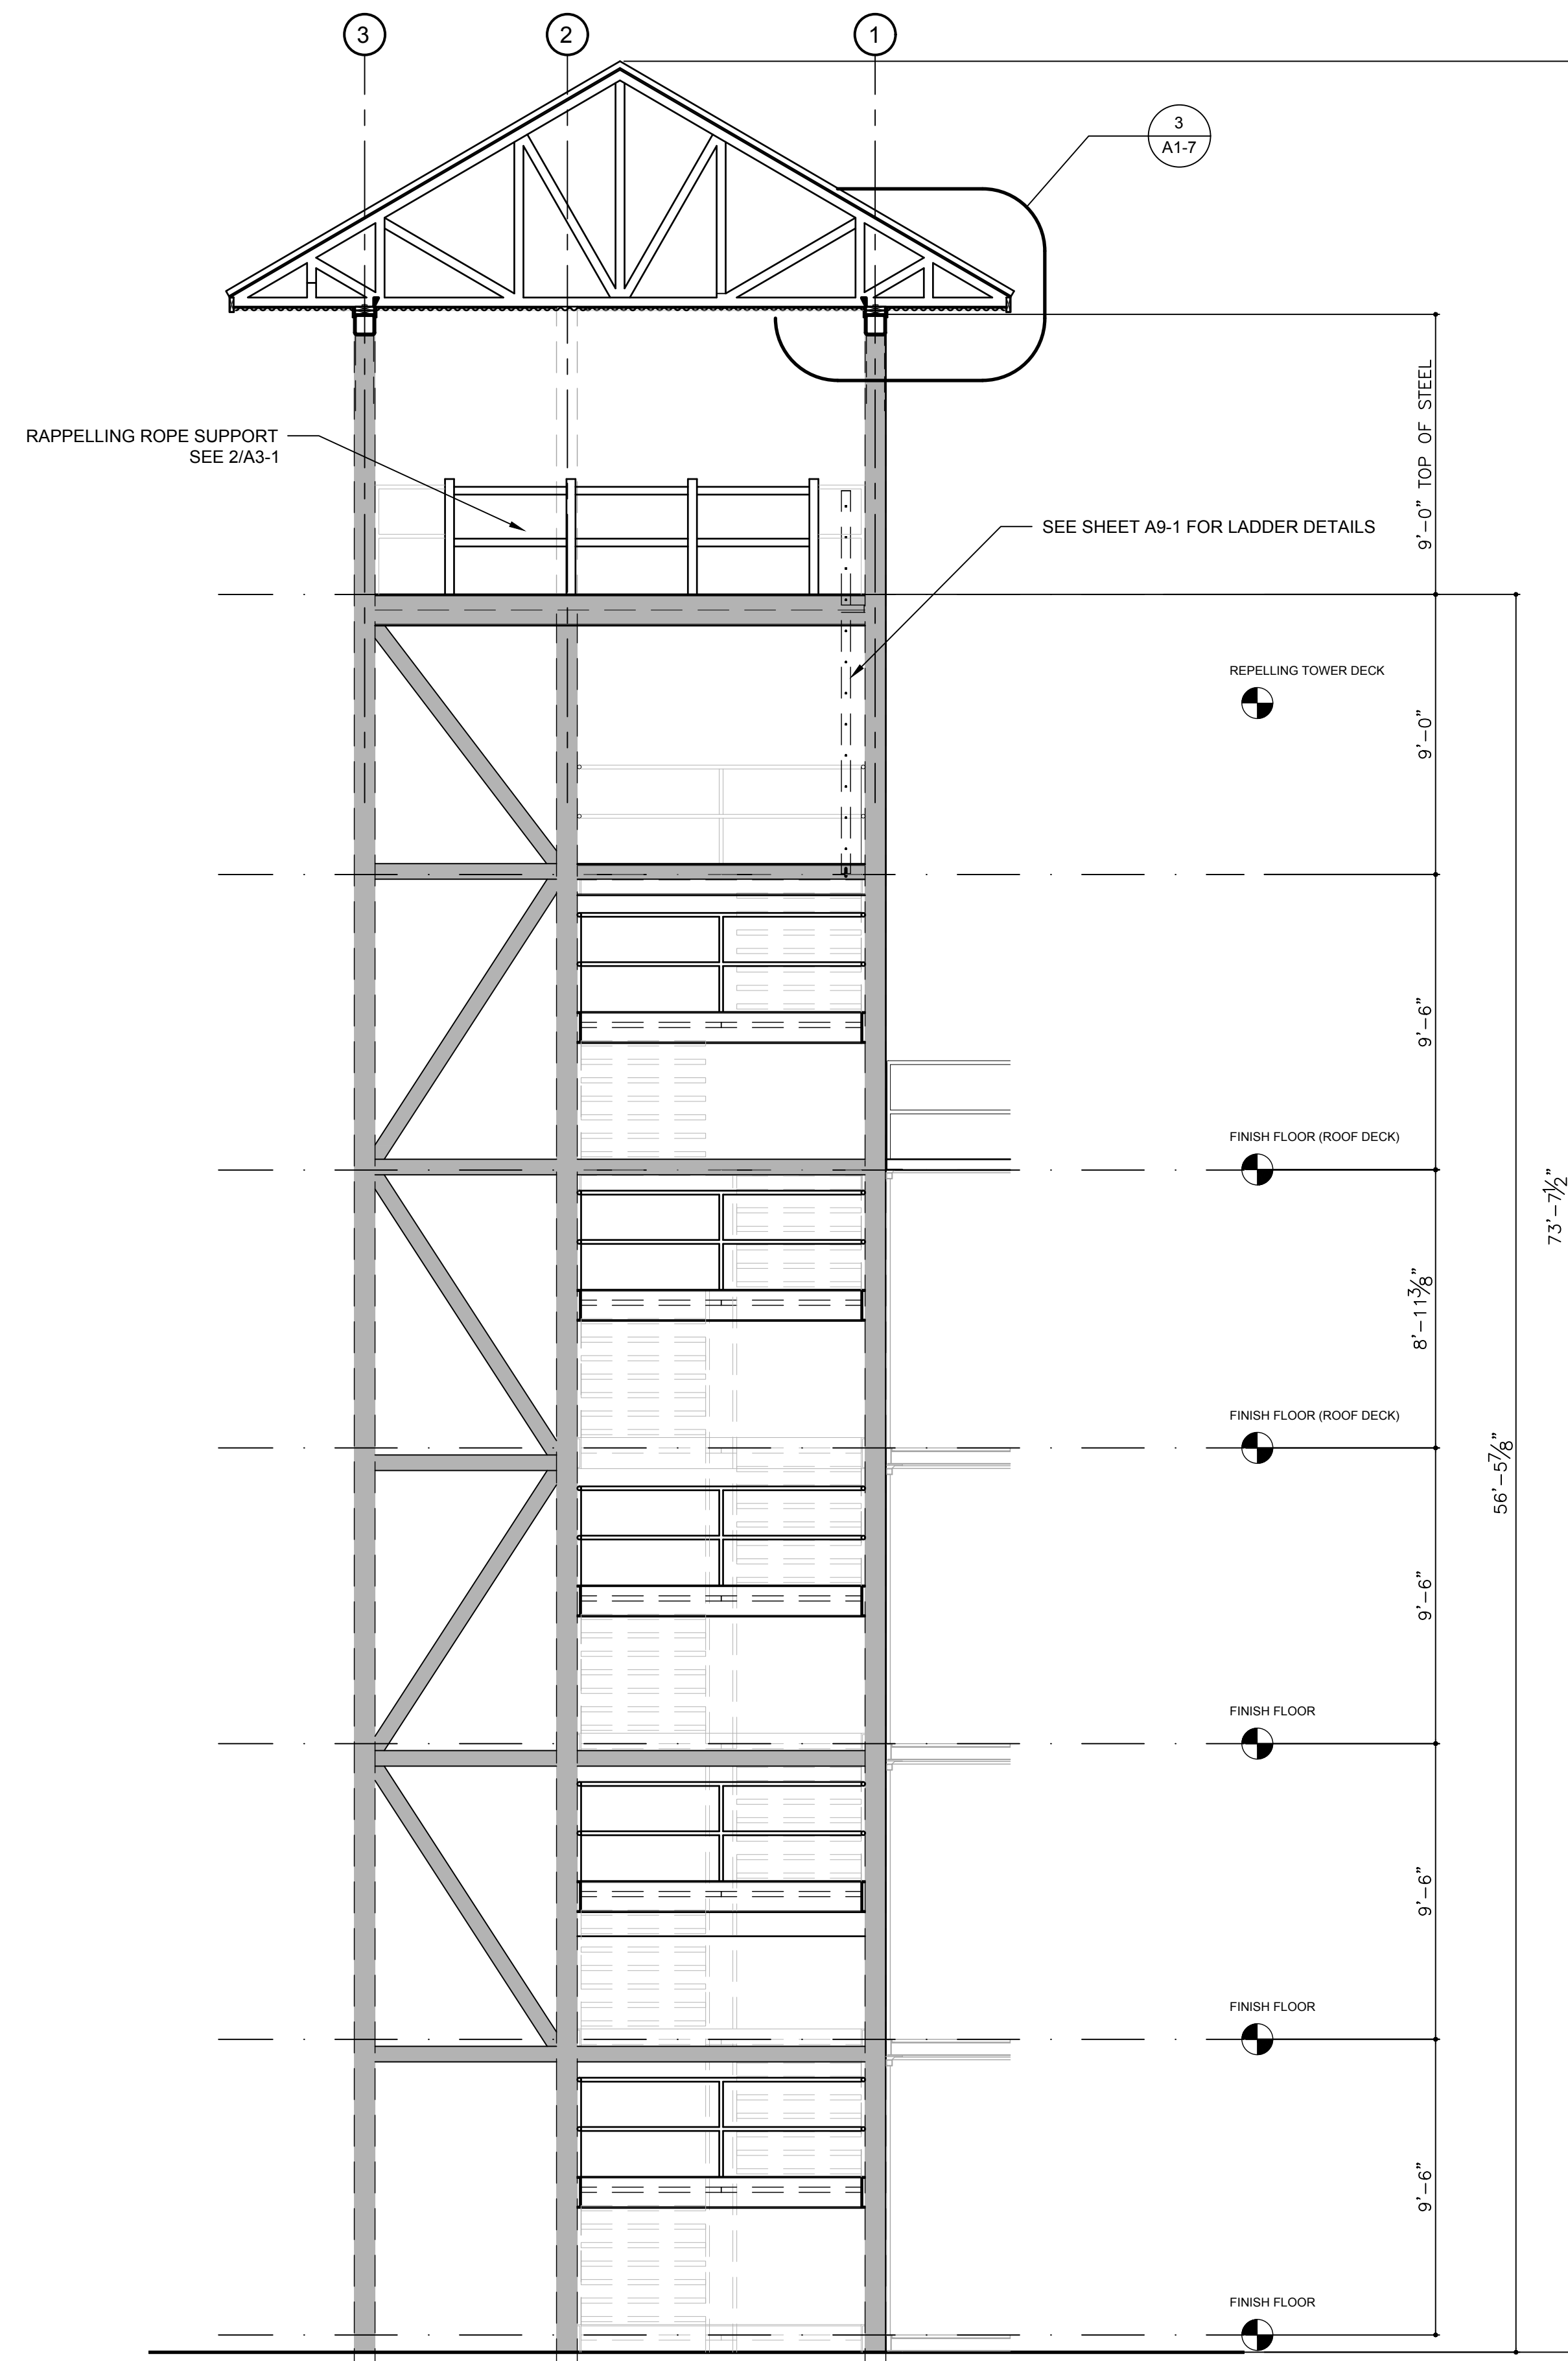 3
2
1
3
A1-7
9'-0" TOP OF STEEL
RAPPELLING ROPE SUPPORT
SEE 2/A3-1
SEE SHEET A9-1 FOR LADDER DETAILS
REPELLING TOWER DECK
9'-0"
9'-6"
FINISH FLOOR (ROOF DECK)
73'-7½"
8'-11⅜"
FINISH FLOOR (ROOF DECK)
56'-5⅞"
9'-6"
FINISH FLOOR
9'-6"
FINISH FLOOR
9'-6"
FINISH FLOOR